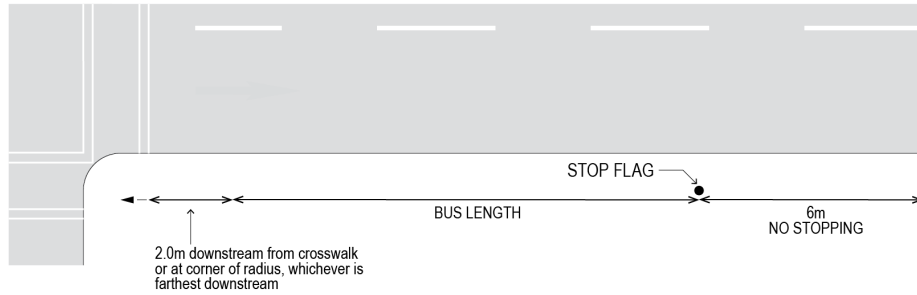 STOP FLAG
BUS LENGTH
6m
NO STOPPING
2.0m downstream from crosswalk
or at corner of radius, whichever is
farthest downstream